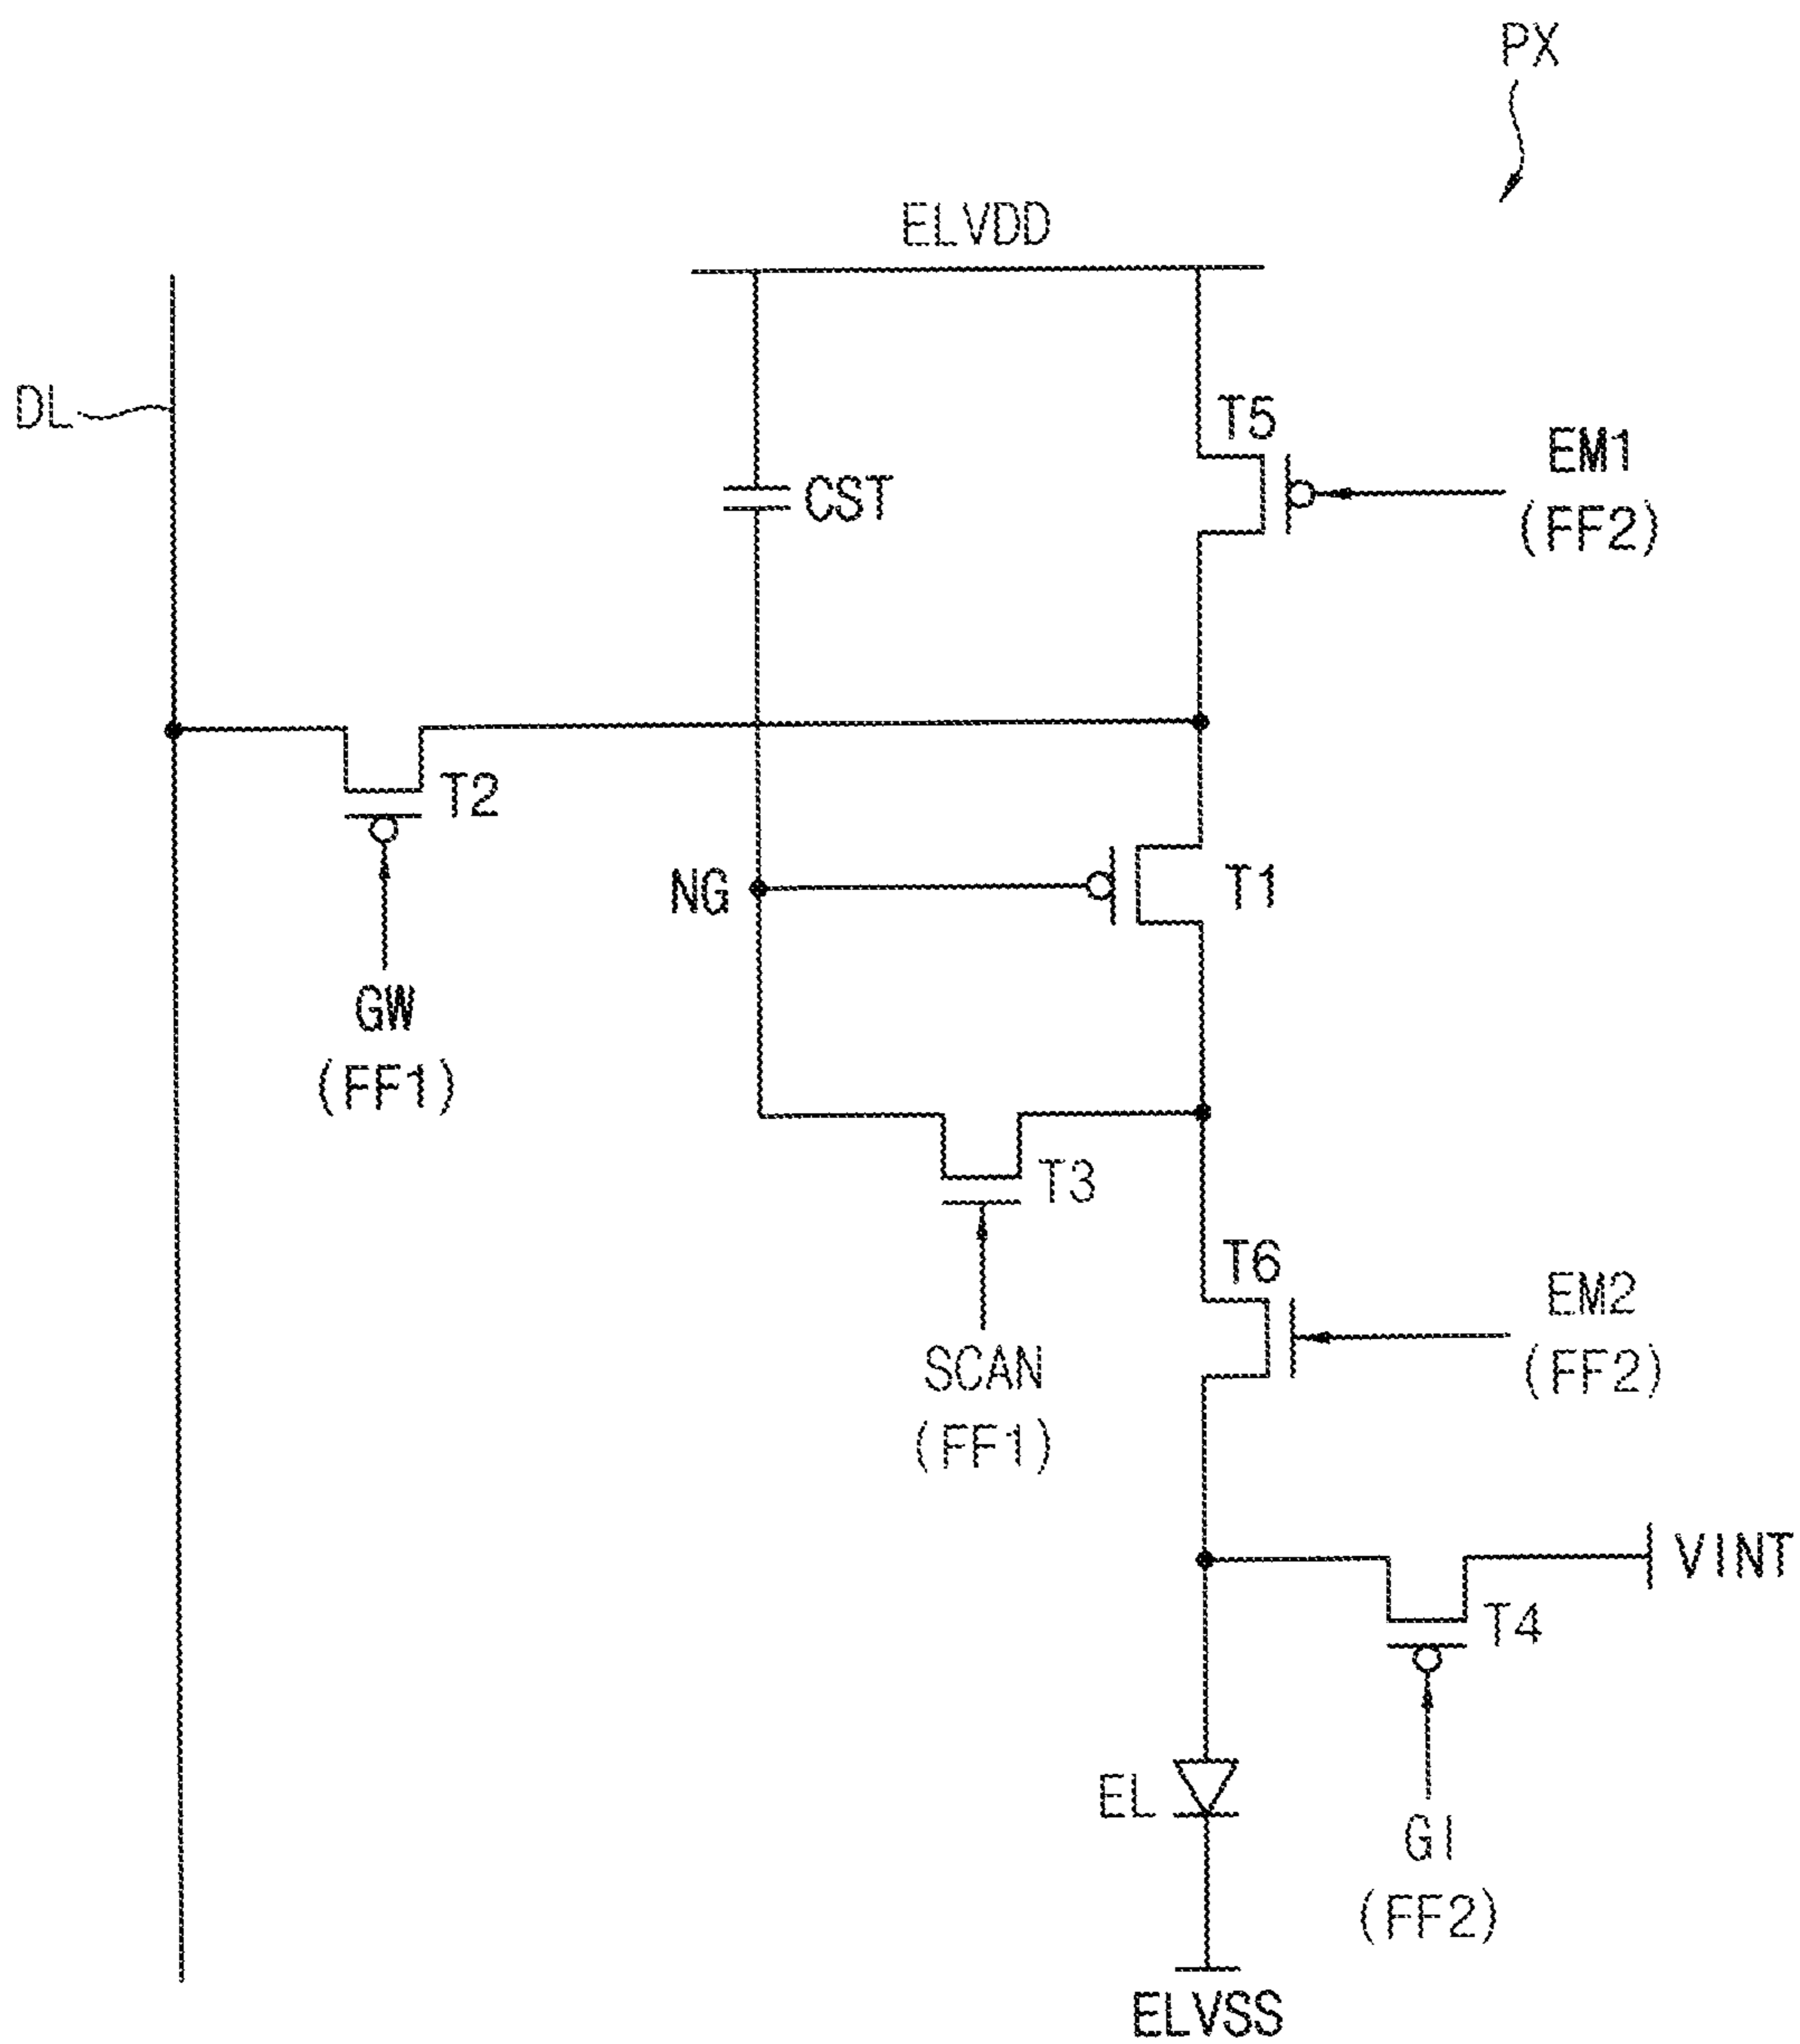 PX
ELVDD
DL
T5
EM1
(FF2)
CST
T2
NG
T1
GW
(FF1)
T3
T6
EM2
(FF2)
SCAN
(FF1)
VINT
T4
EL
GI
(FF2)
ELVSS